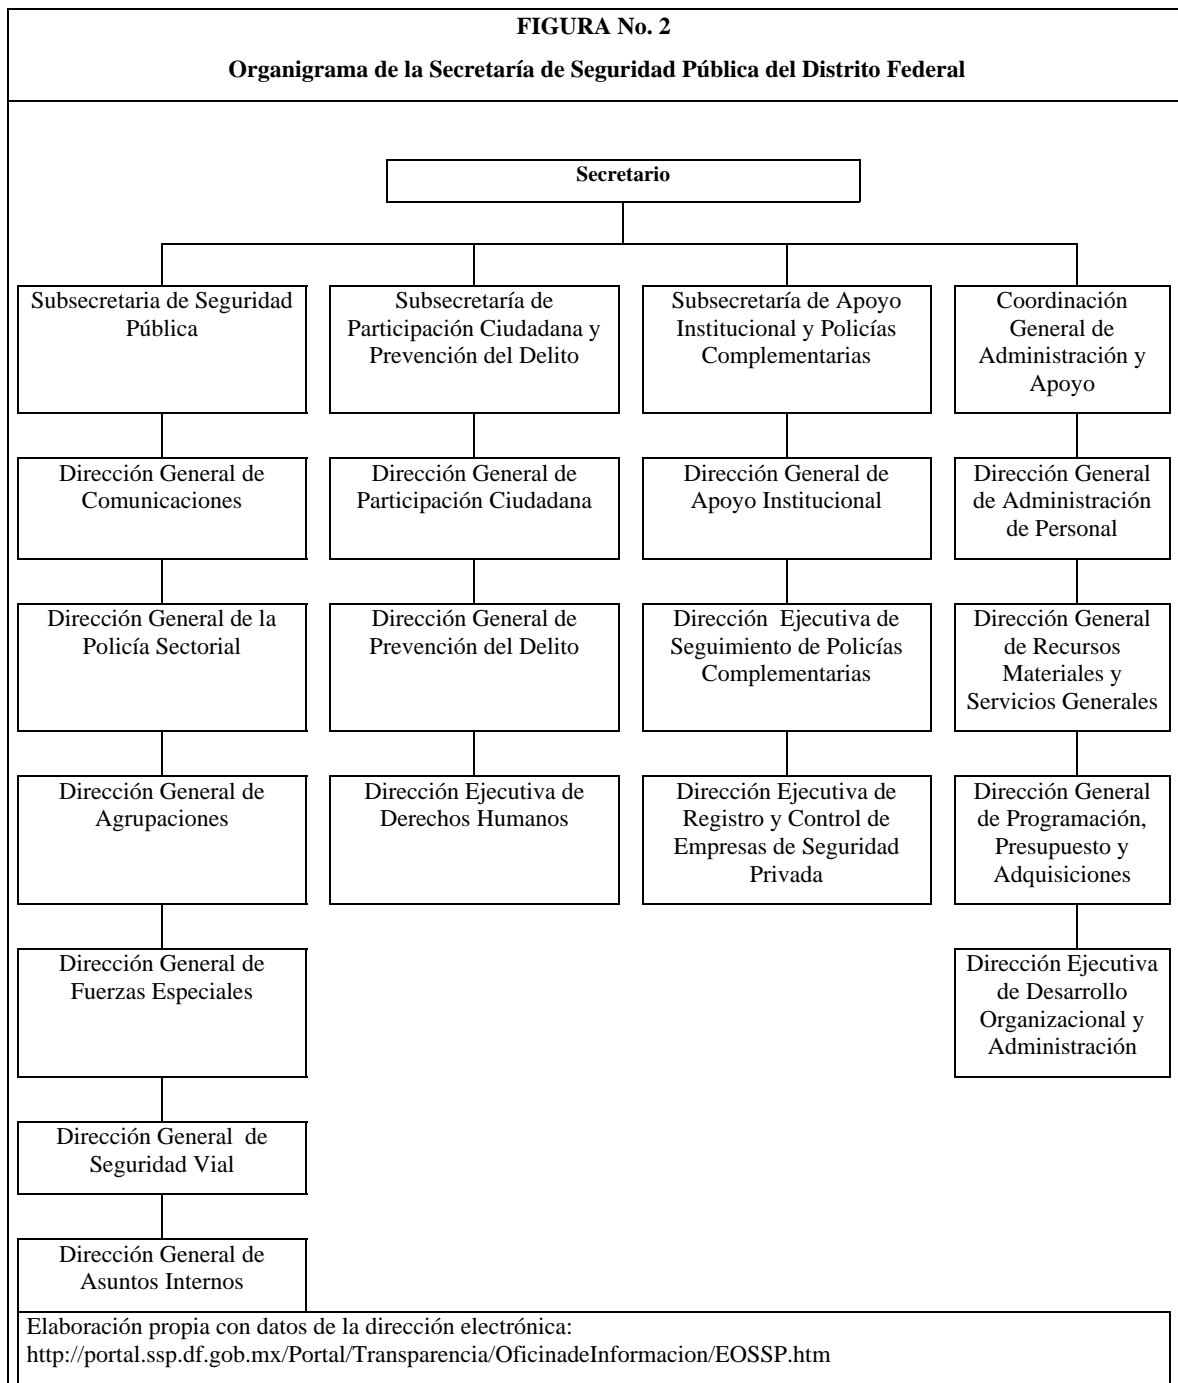 FIGURA No. 2
Organigrama de la Secretaría de Seguridad Pública del Distrito Federal
Secretario
Subsecretaria de Seguridad
Pública
Subsecretaría de
Participación Ciudadana y
Prevención del Delito
Subsecretaría de Apoyo
Institucional y Policías
Complementarias
Coordinación
General de
Administración y
Apoyo
Dirección General de
Comunicaciones
Dirección General de
Participación Ciudadana
Dirección General de
Apoyo Institucional
Dirección General
de Administración
de Personal
Dirección General de la
Policía Sectorial
Dirección General de
Prevención del Delito
Dirección  Ejecutiva de
Seguimiento de Policías
Complementarias
Dirección General
de Recursos
Materiales y
Servicios Generales
Dirección General de
Agrupaciones
Dirección Ejecutiva de
Derechos Humanos
Dirección Ejecutiva de
Registro y Control de
Empresas de Seguridad
Privada
Dirección General
de Programación,
Presupuesto y
Adquisiciones
Dirección General de
Fuerzas Especiales
Dirección Ejecutiva
de Desarrollo
Organizacional y
Administración
Dirección General  de
Seguridad Vial
Dirección General de
Asuntos Internos
Elaboración propia con datos de la dirección electrónica:
http://portal.ssp.df.gob.mx/Portal/Transparencia/OficinadeInformacion/EOSSP.htm